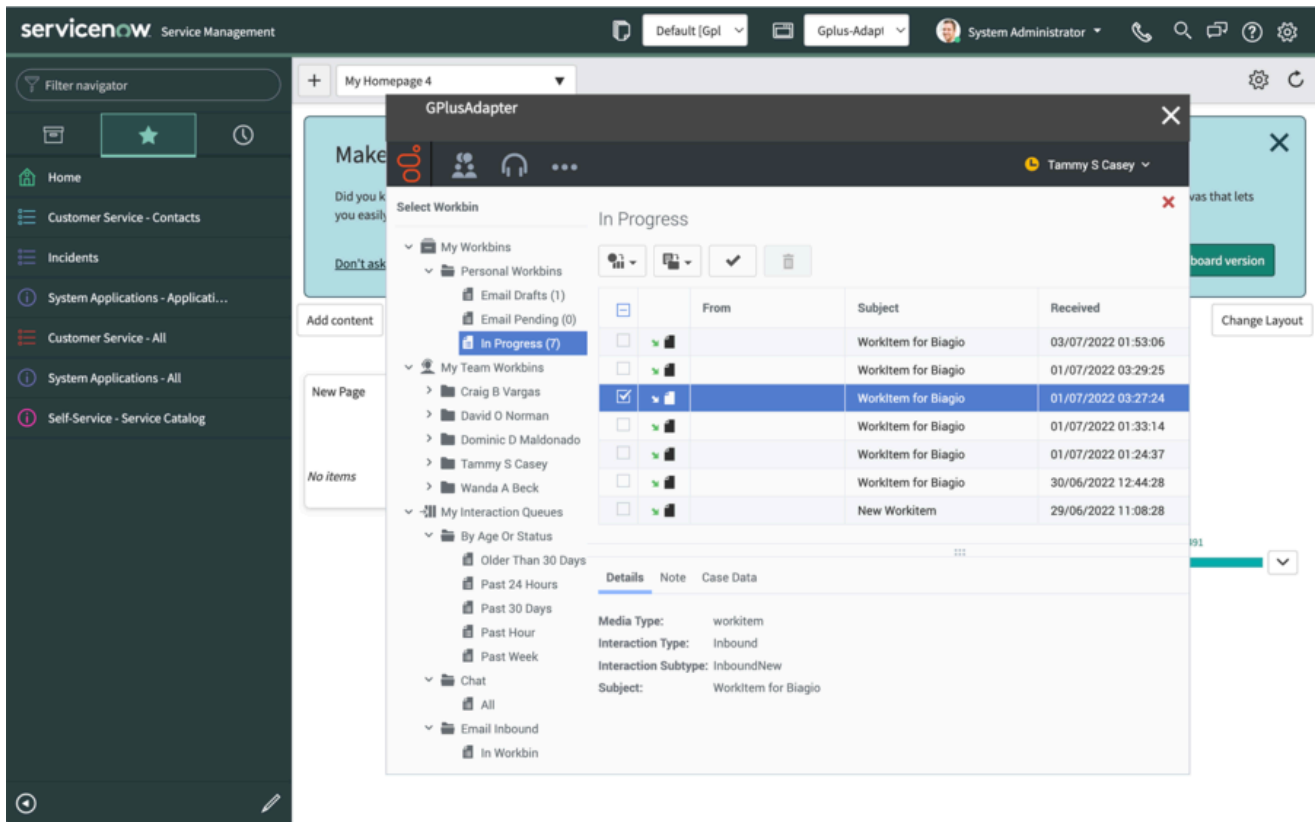 servicenow Service Management
Default [Gpl
Gplus-Adapt
System Administrator
Filter navigator
Home
Customer Service - Contacts
Incidents
System Applications - Applicati...
Customer Service - All
System Applications - All
Self-Service - Service Catalog
My Homepage 4
Make
Did you k
you easily
vas that lets
Don't ask
board version
Add content
Change Layout
New Page
No items
391
GPlusAdapter
Tammy S Casey
Select Workbin
My Workbins
Personal Workbins
Email Drafts (1)
Email Pending (0)
In Progress (7)
My Team Workbins
Craig B Vargas
David O Norman
Dominic D Maldonado
Tammy S Casey
Wanda A Beck
My Interaction Queues
By Age Or Status
Older Than 30 Days
Past 24 Hours
Past 30 Days
Past Hour
Past Week
Chat
All
Email Inbound
In Workbin
In Progress
From Subject Received
WorkItem for Biagio 03/07/2022 01:53:06
WorkItem for Biagio 01/07/2022 03:29:25
WorkItem for Biagio 01/07/2022 03:27:24
WorkItem for Biagio 01/07/2022 01:33:14
WorkItem for Biagio 01/07/2022 01:24:37
WorkItem for Biagio 30/06/2022 12:44:28
New Workitem 29/06/2022 11:08:28
Details Note Case Data
Media Type: workitem
Interaction Type: Inbound
Interaction Subtype: InboundNew
Subject: WorkItem for Biagio